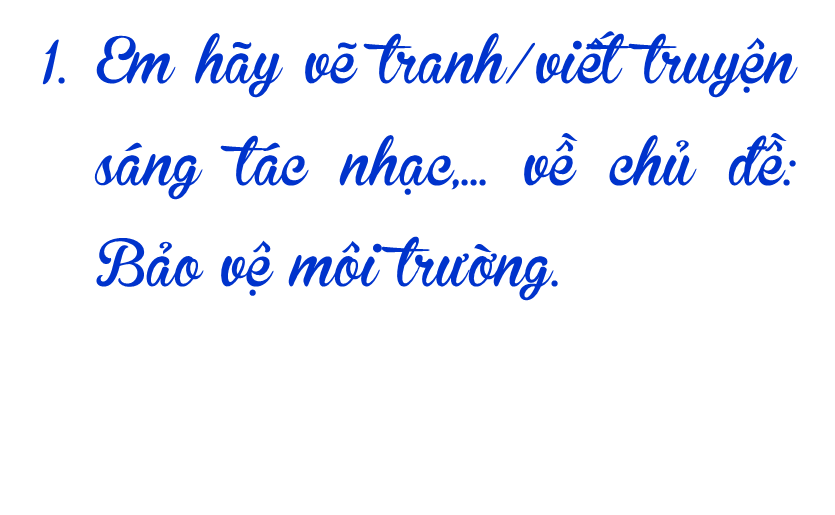 1. Em hãy vẽ tranh/viết truyện
sáng tác nhạc,... về chủ đề:
Bảo vệ môi trường.